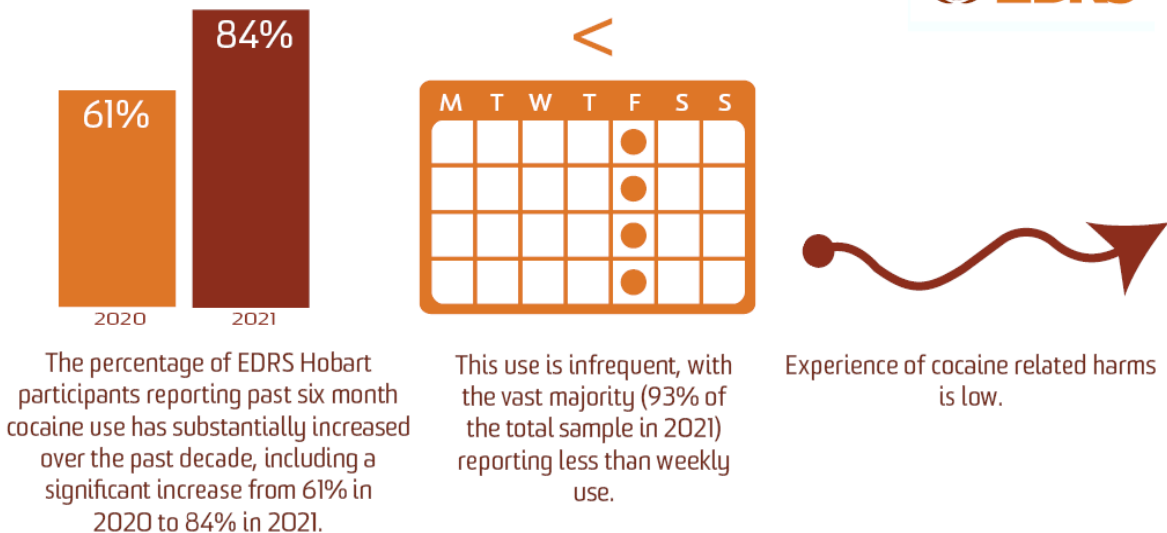 EDRS
84%
<
61%
M T W T F S S
2020 2021
The percentage of EDRS Hobart
participants reporting past six month
cocaine use has substantially increased
over the past decade, including a
significant increase from 61% in
2020 to 84% in 2021.
This use is infrequent, with
the vast majority (93% of
the total sample in 2021)
reporting less than weekly
use.
Experience of cocaine related harms
is low.